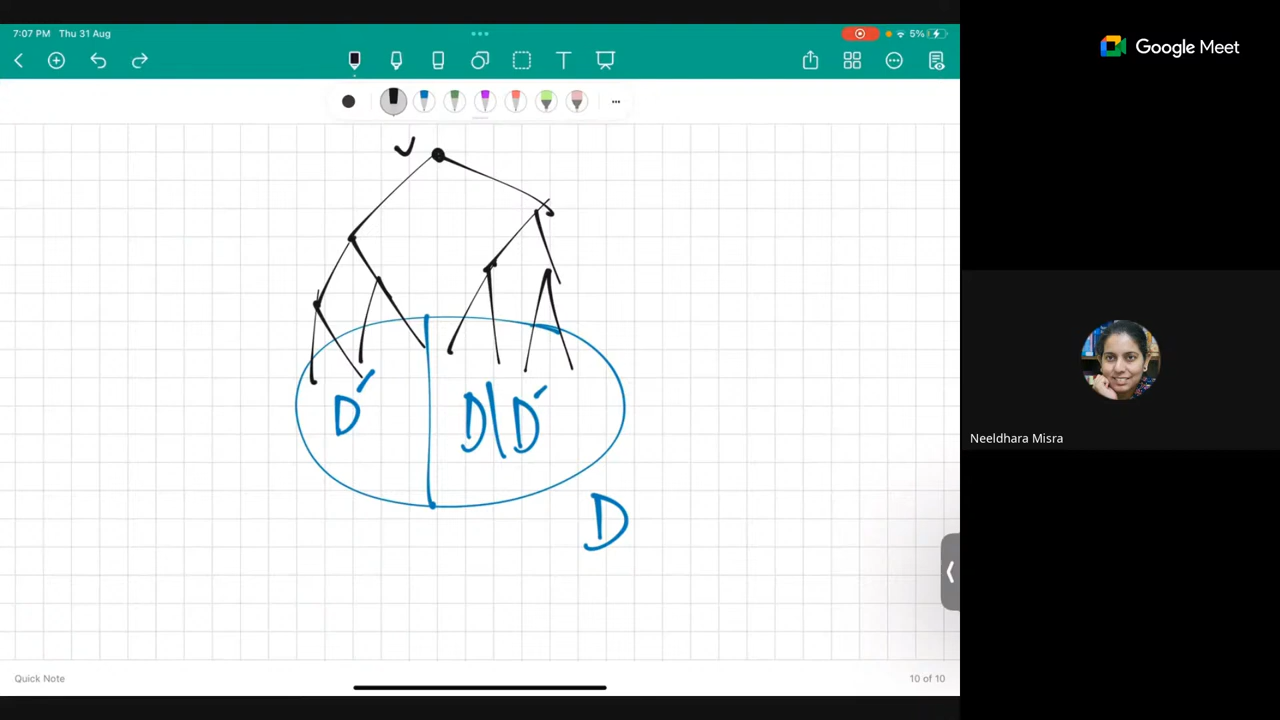 7:07 PM Thu 31 Aug
5%
Google Meet
T
v
D'
D\D'
D
Neeldhara Misra
Quick Note
10 of 10